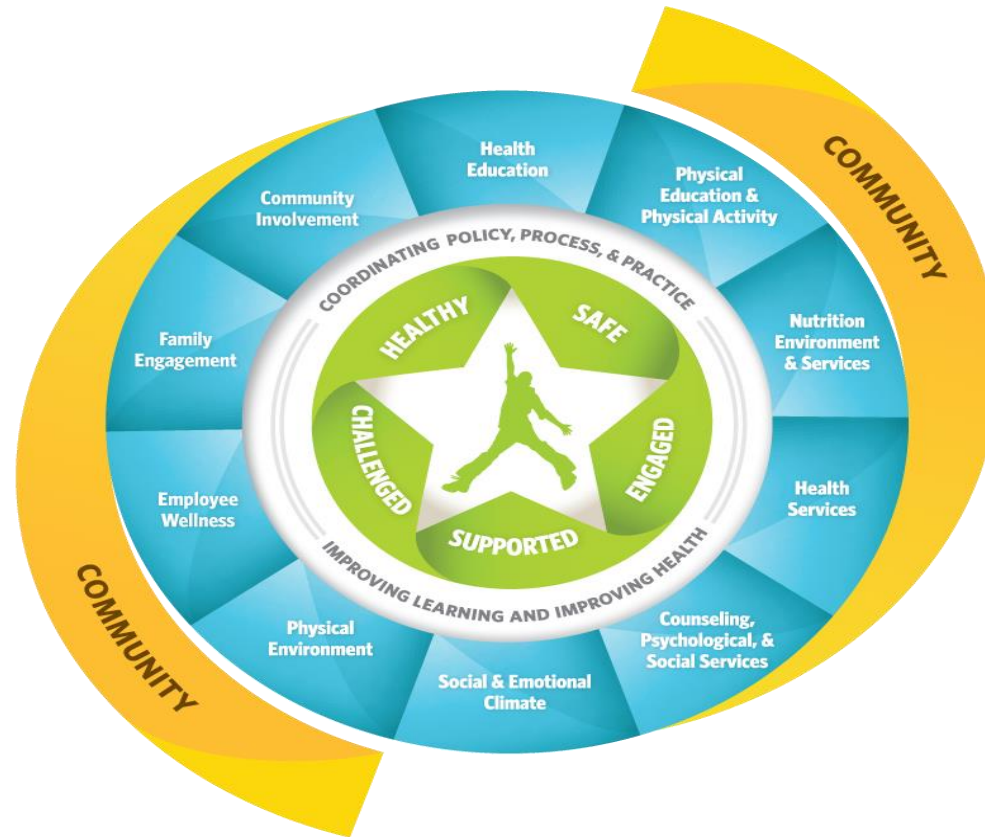 COMMUNITY
Health
Education
Physical
Education &
Physical Activity
Nutrition
Environment
& Services
Health
Services
Counseling,
Psychological, &
Social Services
Social & Emotional
Climate
Physical
Environment
Employee
Wellness
Family
Engagement
Community
Involvement
COMMUNITY
COORDINATING POLICY, PROCESS, & PRACTICE
IMPROVING LEARNING AND IMPROVING HEALTH
HEALTHY
SAFE
ENGAGED
SUPPORTED
CHALLENGED